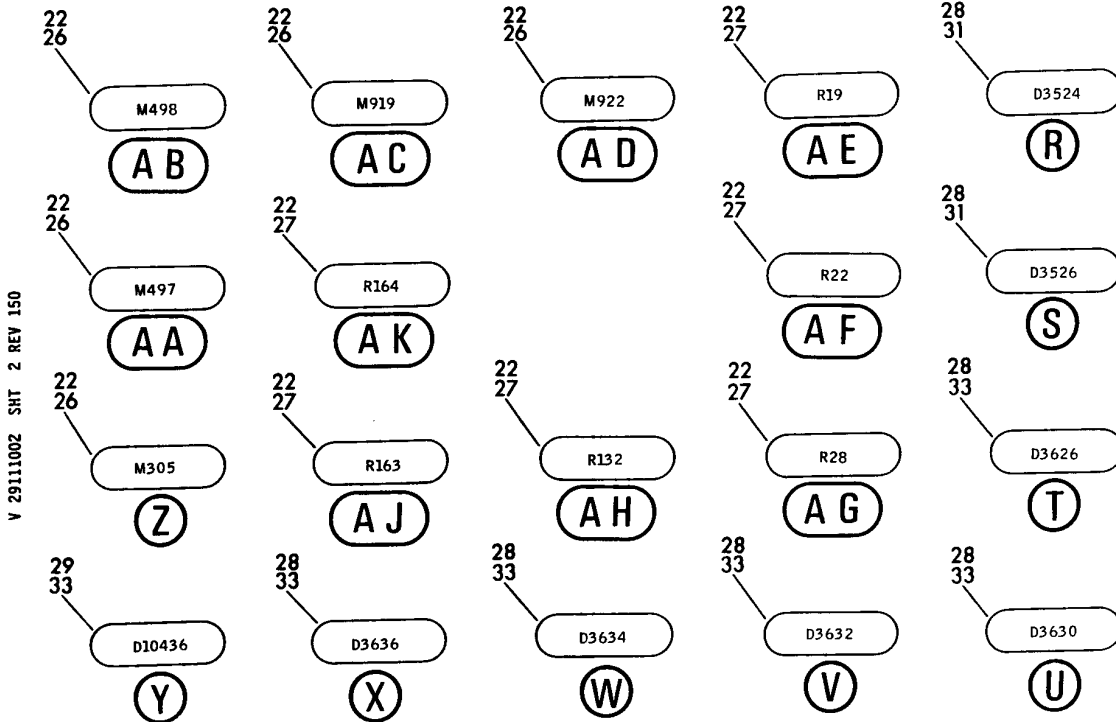 22
26
M498
AB
22
26
M919
AC
22
26
M922
AD
22
27
R19
AE
28
31
D3524
R
22
26
M497
AA
22
27
R164
AK
22
27
R22
AF
28
31
D3526
S
22
26
M305
Z
22
27
R163
AJ
22
27
R132
AH
22
27
R28
AG
28
33
D3626
T
29
33
D10436
Y
28
33
D3636
X
28
33
D3634
W
28
33
D3632
V
28
33
D3630
U
V 29111002 SHT 2 REV 150